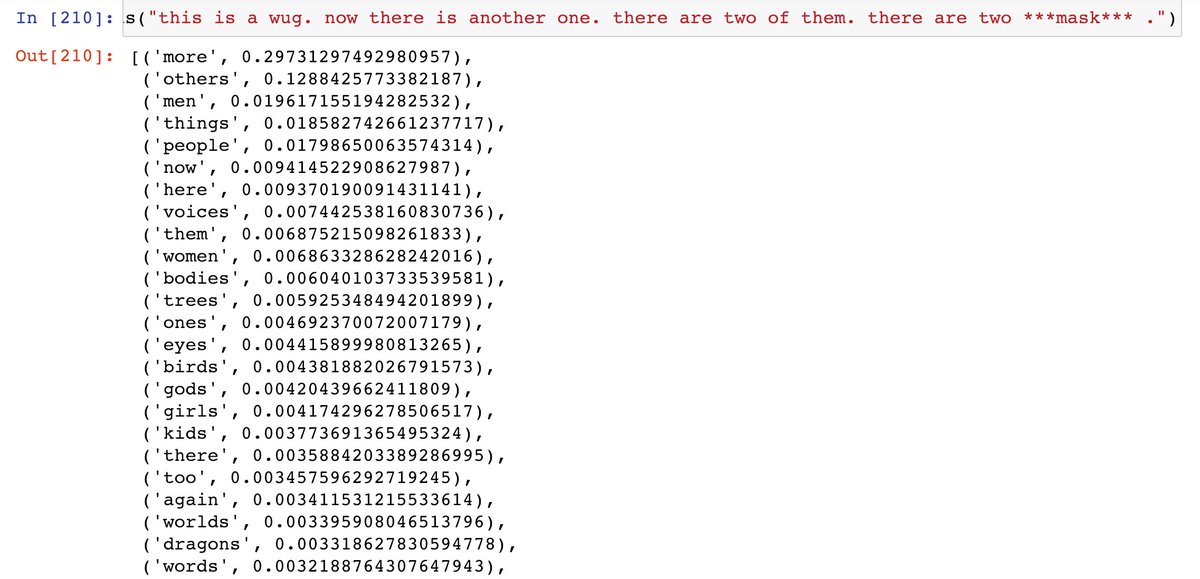 In [210]: s("this is a wug. now there is another one. there are two of them. there are two ***mask*** .")
Out[210]: [('more', 0.29731297492980957),
('others', 0.1288425773382187),
('men', 0.019617155194282532),
('things', 0.018582742661237717),
('people', 0.01798650063574314),
('now', 0.009414522908627987),
('here', 0.009370190091431141),
('voices', 0.007442538160830736),
('them', 0.006875215098261833),
('women', 0.006863328628242016),
('bodies', 0.006040103733539581),
('trees', 0.005925348494201899),
('ones', 0.004692370072007179),
('eyes', 0.004415899980813265),
('birds', 0.004381882026791573),
('gods', 0.00420439662411809),
('girls', 0.004174296278506517),
('kids', 0.003773691365495324),
('there', 0.0035884203389286995),
('too', 0.003457596292719245),
('again', 0.003411531215533614),
('worlds', 0.003395908046513796),
('dragons', 0.003318627830594778),
('words', 0.0032188764307647943),